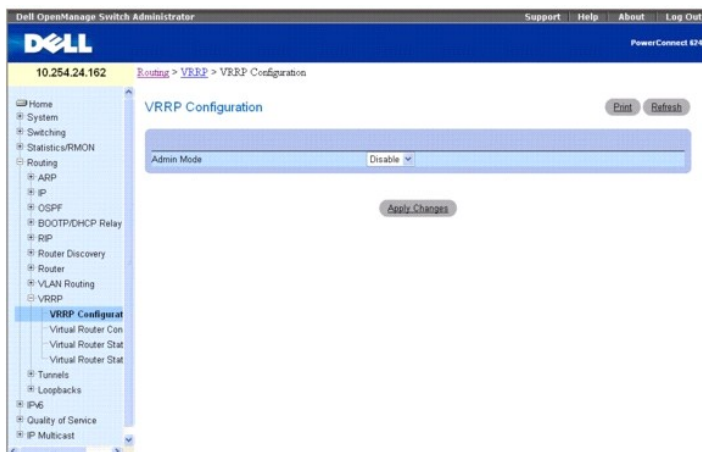 Dell OpenManage Switch Administrator
Support Help About Log Out
DELL
PowerConnect 624
10.254.24.162
Routing > VRRP > VRRP Configuration
Home
System
Switching
Statistics/RMON
Routing
ARP
IP
OSPF
BOOTP/DHCP Relay
RIP
Router Discovery
Router
VLAN Routing
VRRP
VRRP Configurat
Virtual Router Con
Virtual Router Stat
Virtual Router Stat
Tunnels
Loopbacks
IPv6
Quality of Service
IP Multicast
VRRP Configuration
Print Refresh
Admin Mode Disable
Apply Changes